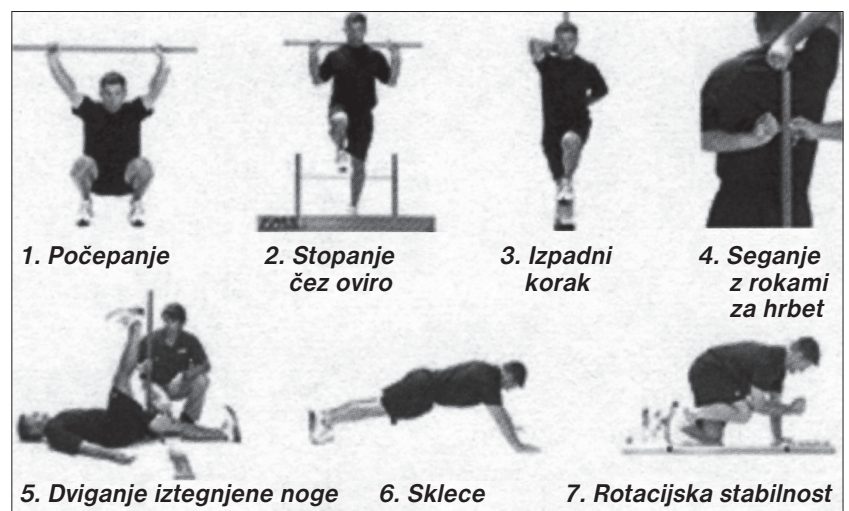 1. Počepanje
2. Stopanje
čez oviro
3. Izpadni
korak
4. Seganje
z rokami
za hrbet
5. Dviganje iztegnjene noge
6. Sklece
7. Rotacijska stabilnost